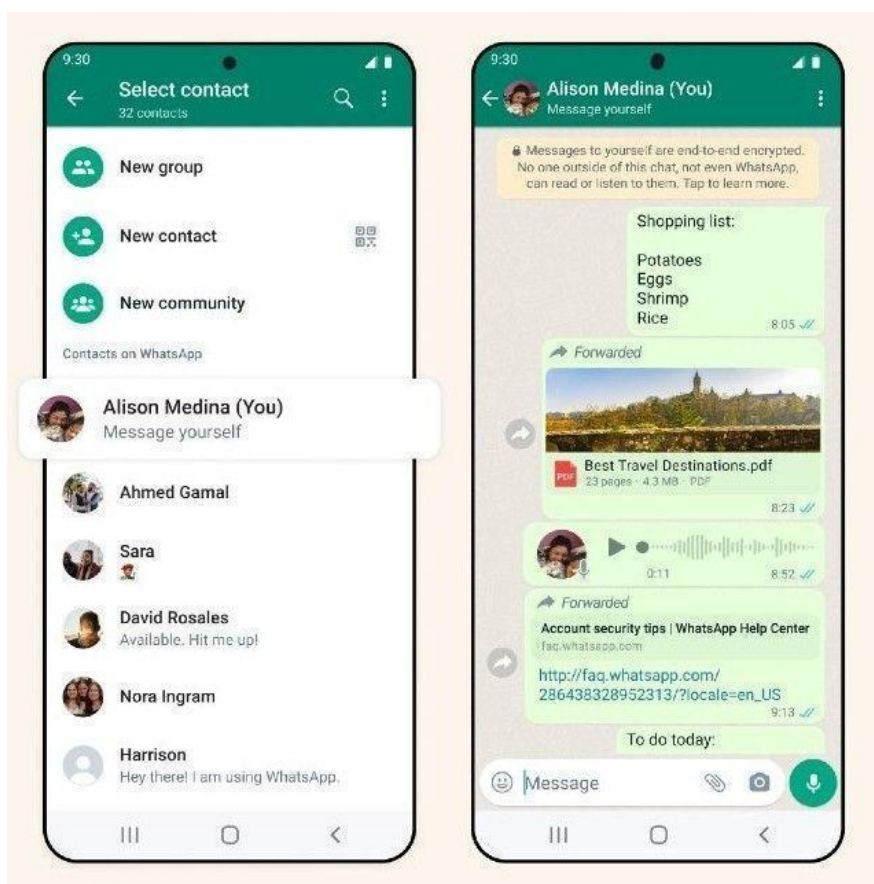 9:30
Select contact
32 contacts
New group
New contact
New community
Contacts on WhatsApp
Alison Medina (You)
Message yourself
Ahmed Gamal
Sara
David Rosales
Available. Hit me up!
Nora Ingram
Harrison
Hey there! I am using WhatsApp.
9:30
Alison Medina (You)
Message yourself
Messages to yourself are end-to-end encrypted.
No one outside of this chat, not even WhatsApp,
can read or listen to them. Tap to learn more.
Shopping list:
Potatoes
Eggs
Shrimp
Rice
8:05
Forwarded
Best Travel Destinations.pdf
PDF
23 pages · 4.3 MB · PDF
8:23
0:11
8:52
Forwarded
Account security tips | WhatsApp Help Center
faq.whatsapp.com
http://faq.whatsapp.com/
286438328952313/?locale=en_US
9:13
To do today:
Message